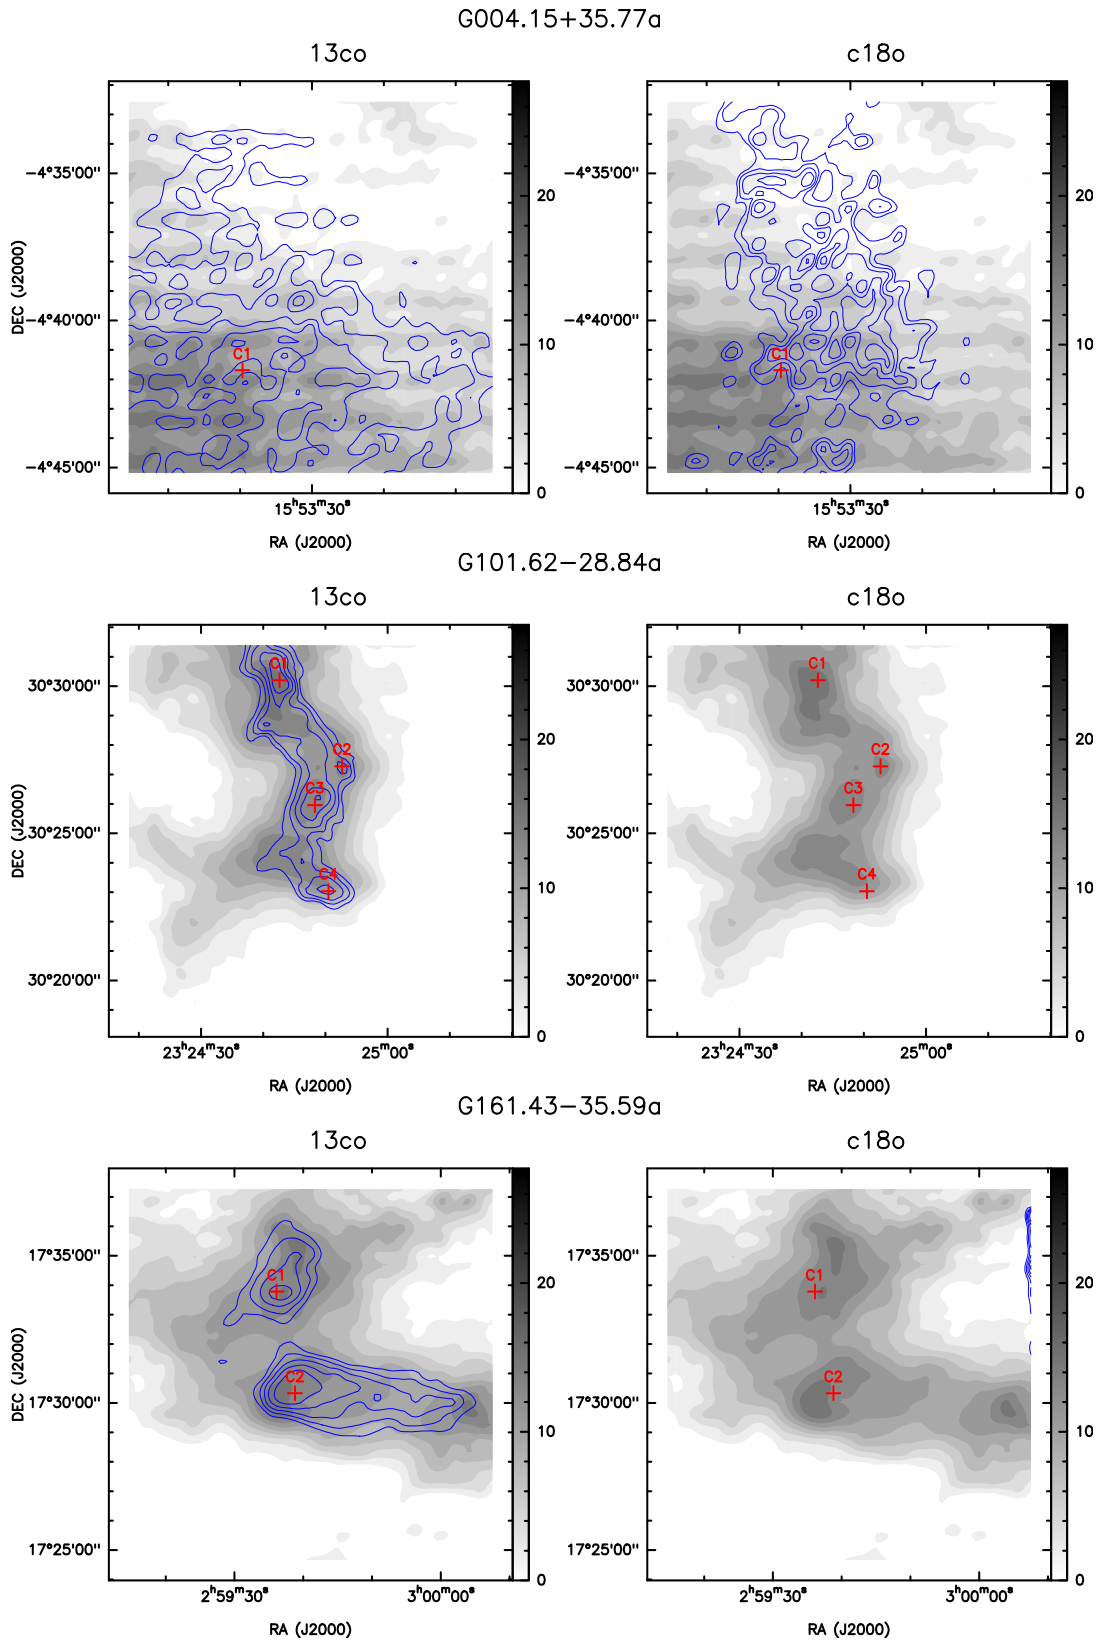 G004.15+35.77a
13co c18o
DEC (J2000)
−4°35'00"
−4°40'00"
−4°45'00"
C1
20
10
0
15ʰ53ᵐ30ˢ
RA (J2000)
−4°35'00"
−4°40'00"
−4°45'00"
C1
20
10
0
15ʰ53ᵐ30ˢ
RA (J2000)
G101.62−28.84a
13co c18o
DEC (J2000)
30°30'00"
30°25'00"
30°20'00"
C1
C2
C3
C4
20
10
0
23ʰ24ᵐ30ˢ 25ᵐ00ˢ
RA (J2000)
30°30'00"
30°25'00"
30°20'00"
C1
C2
C3
C4
20
10
0
23ʰ24ᵐ30ˢ 25ᵐ00ˢ
RA (J2000)
G161.43−35.59a
13co c18o
DEC (J2000)
17°35'00"
17°30'00"
17°25'00"
C1
C2
20
10
0
2ʰ59ᵐ30ˢ 3ʰ00ᵐ00ˢ
RA (J2000)
17°35'00"
17°30'00"
17°25'00"
C1
C2
20
10
0
2ʰ59ᵐ30ˢ 3ʰ00ᵐ00ˢ
RA (J2000)